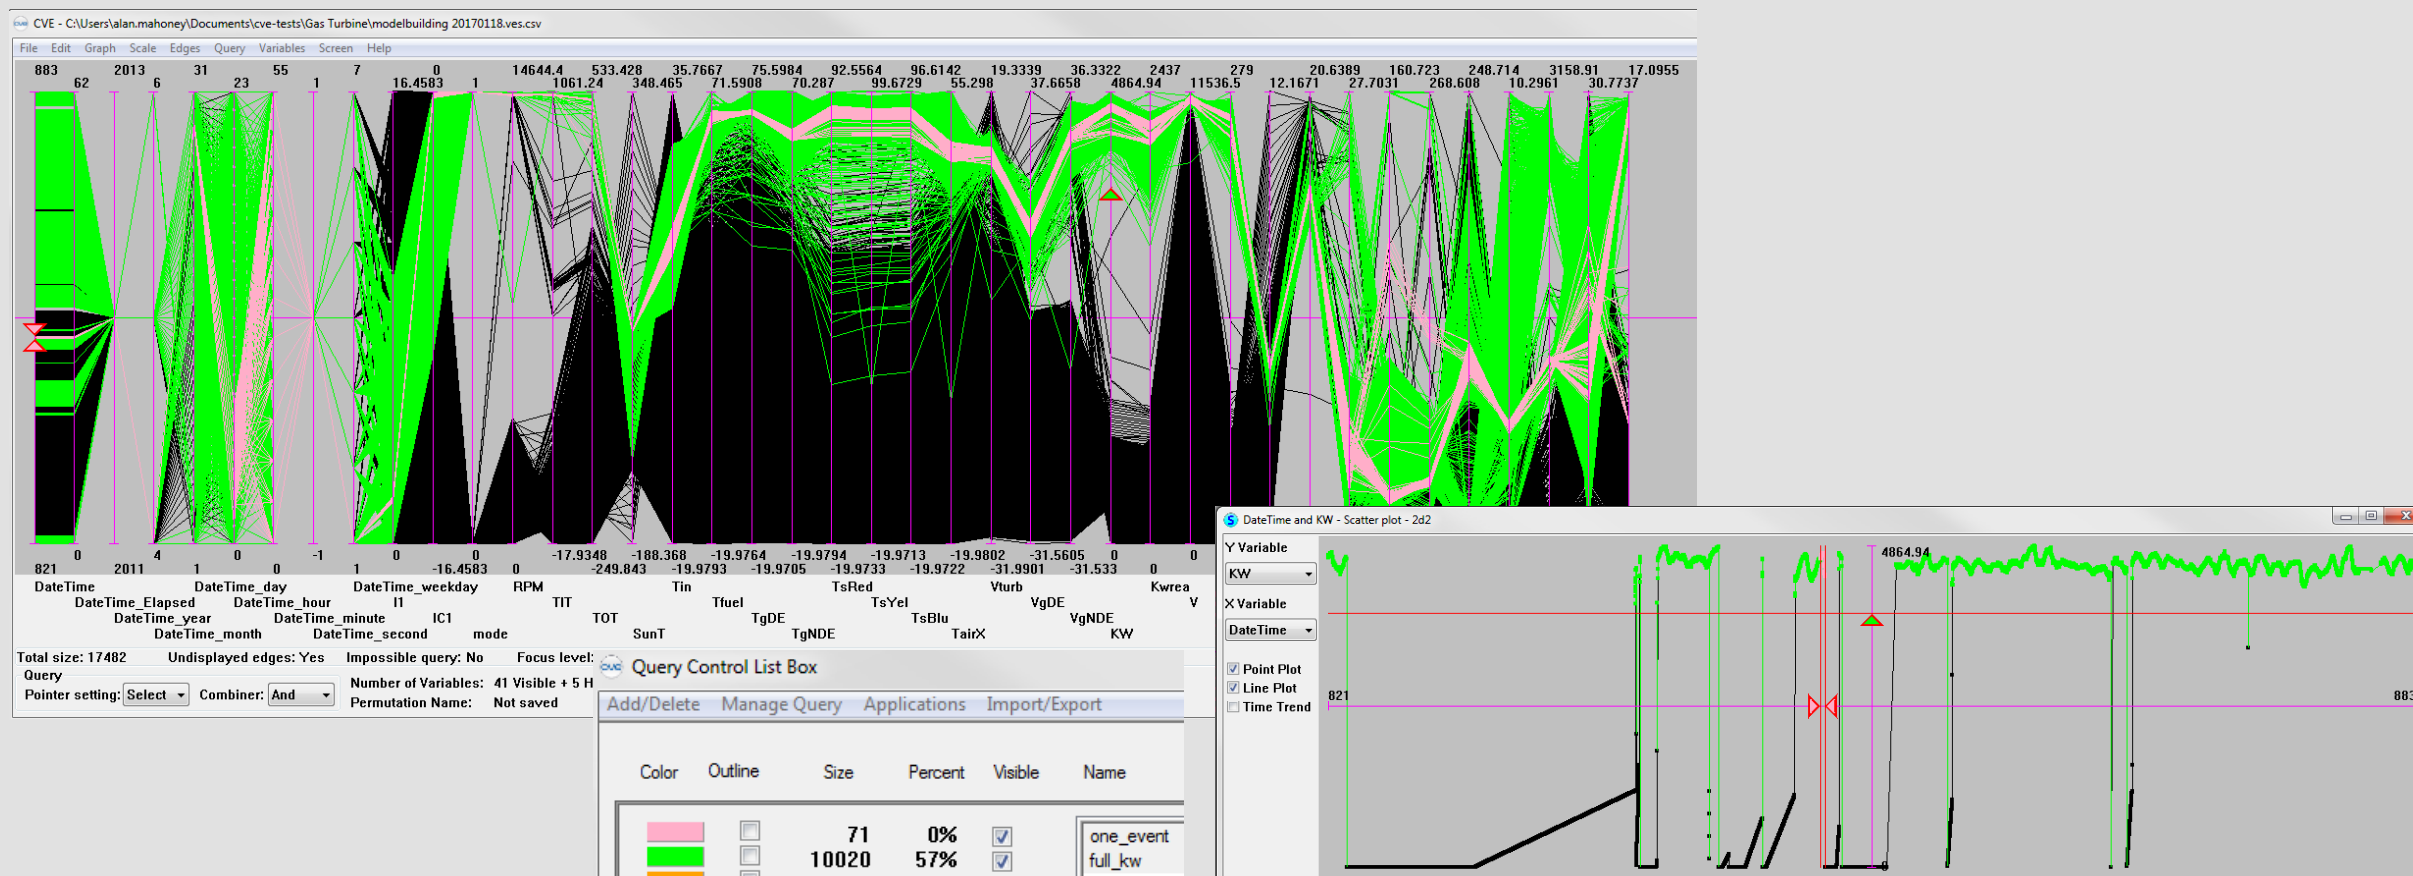 CVE - C:\Users\alan.mahoney\Documents\cve-tests\Gas Turbine\modelbuilding 20170118.ves.csv
File Edit Graph Scale Edges Query Variables Screen Help
883 2013 31 55 7 0 14644.4 533.428 35.7667 75.5984 92.5564 96.6142 19.3339 36.3322 2437 279 20.6389 160.723 248.714 3158.91 17.0955
62 6 23 1 16.4583 1 1061.24 348.465 71.5908 70.287 99.6729 55.298 37.6658 4864.94 11536.5 12.1671 27.7031 268.608 10.2961 30.7737
0 4 0 -1 0 0 -17.9348 -188.368 -19.9764 -19.9794 -19.9713 -19.9802 -31.5605 0 0
821 2011 1 0 1 -16.4583 0 -249.843 -19.9793 -19.9705 -19.9733 -19.9722 -31.9901 -31.533 0
DateTime DateTime_day DateTime_weekday RPM Tin TsRed Vturb Kwrea
DateTime_Elapsed DateTime_hour I1 TIT Tfuel TsYel VgDE V
DateTime_year DateTime_minute IC1 TOT TgDE TsBlu VgNDE
DateTime_month DateTime_second mode SunT TgNDE TairX KW
Total size: 17482 Undisplayed edges: Yes Impossible query: No Focus level:
Query
Pointer setting: Select Combiner: And
Number of Variables: 41 Visible + 5 H
Permutation Name: Not saved
Query Control List Box
Add/Delete Manage Query Applications Import/Export
Color Outline Size Percent Visible Name
71 0% one_event
10020 57% full_kw
DateTime and KW - Scatter plot - 2d2
Y Variable
KW
X Variable
DateTime
Point Plot
Line Plot
Time Trend
4864.94
821 883
0